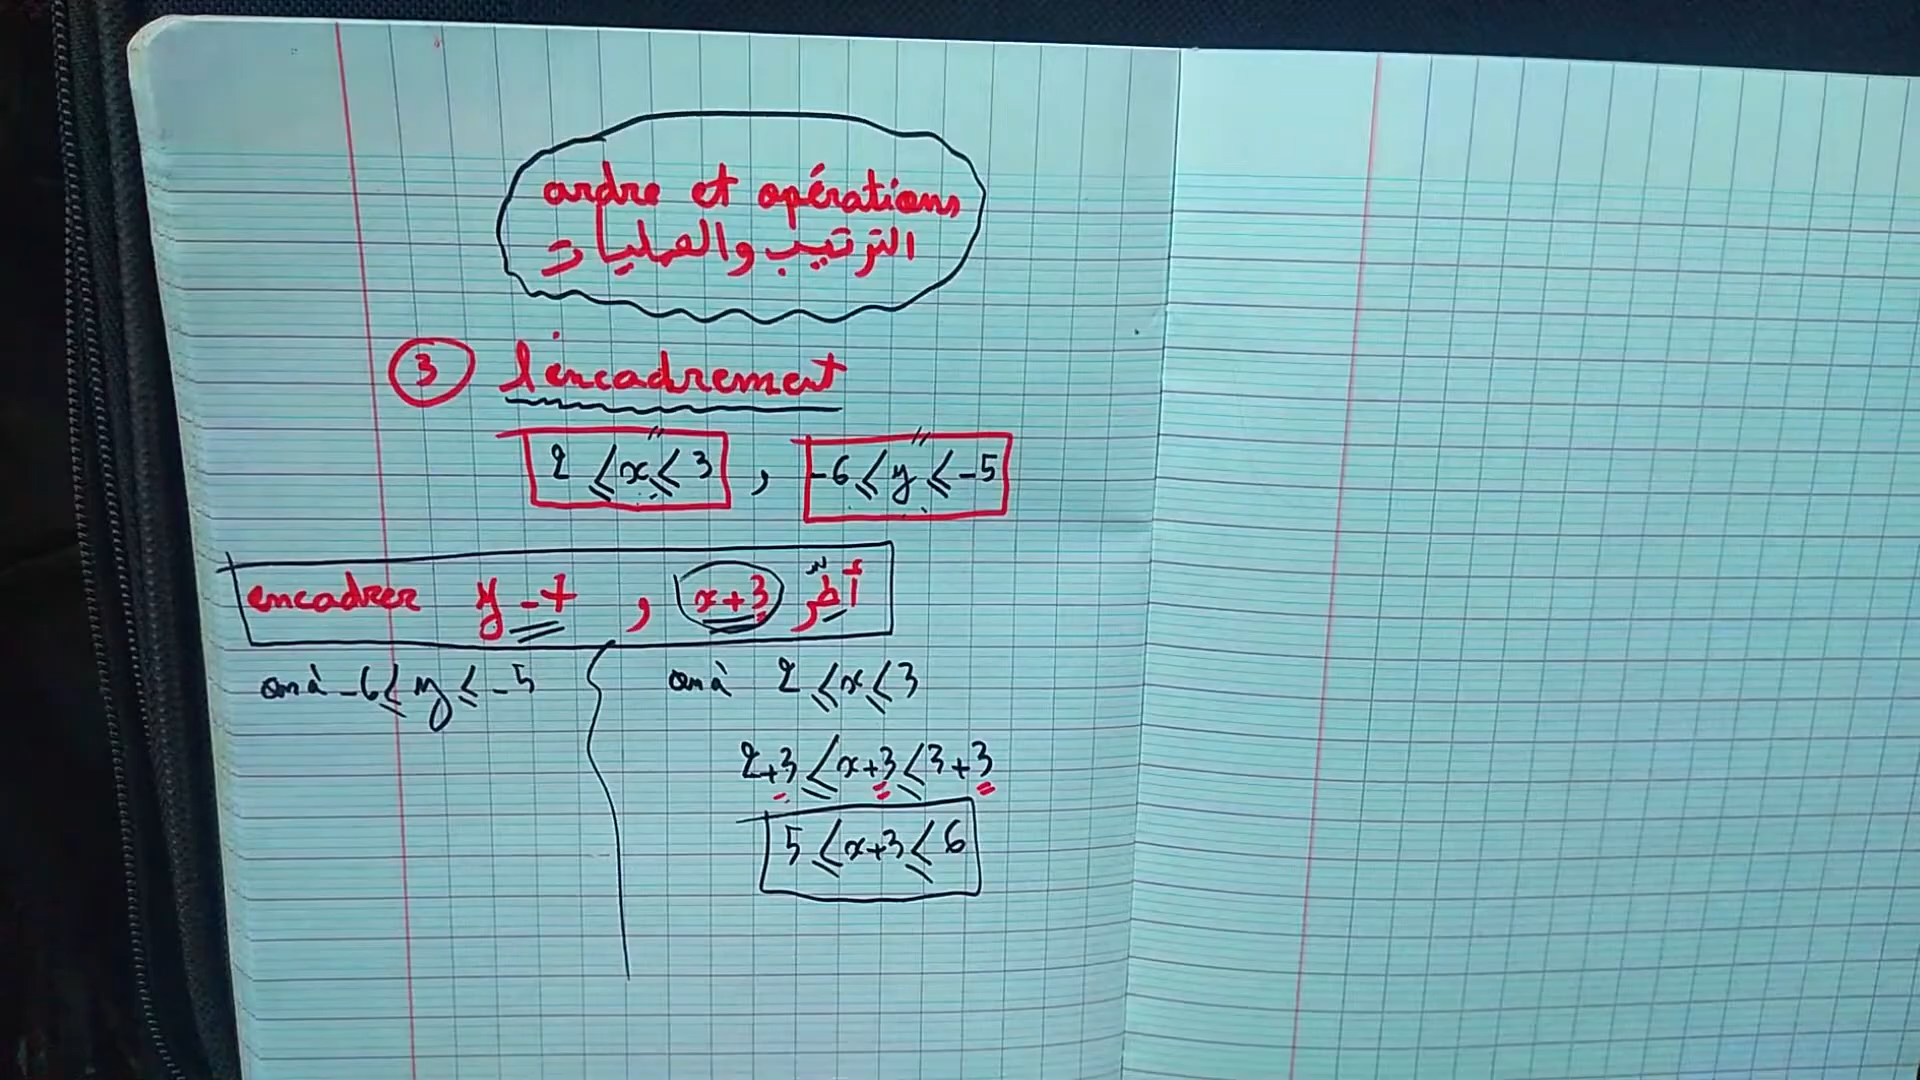 ordre et opérations
الترتيب والعمليات
3 l'encadrement
2 ≤ x ≤ 3 , -6 ≤ y ≤ -5
encadrer y - 7 , x+3 أطر
on à -6 ≤ y ≤ -5
on à 2 ≤ x ≤ 3
2+3 ≤ x+3 ≤ 3+3
5 ≤ x+3 ≤ 6